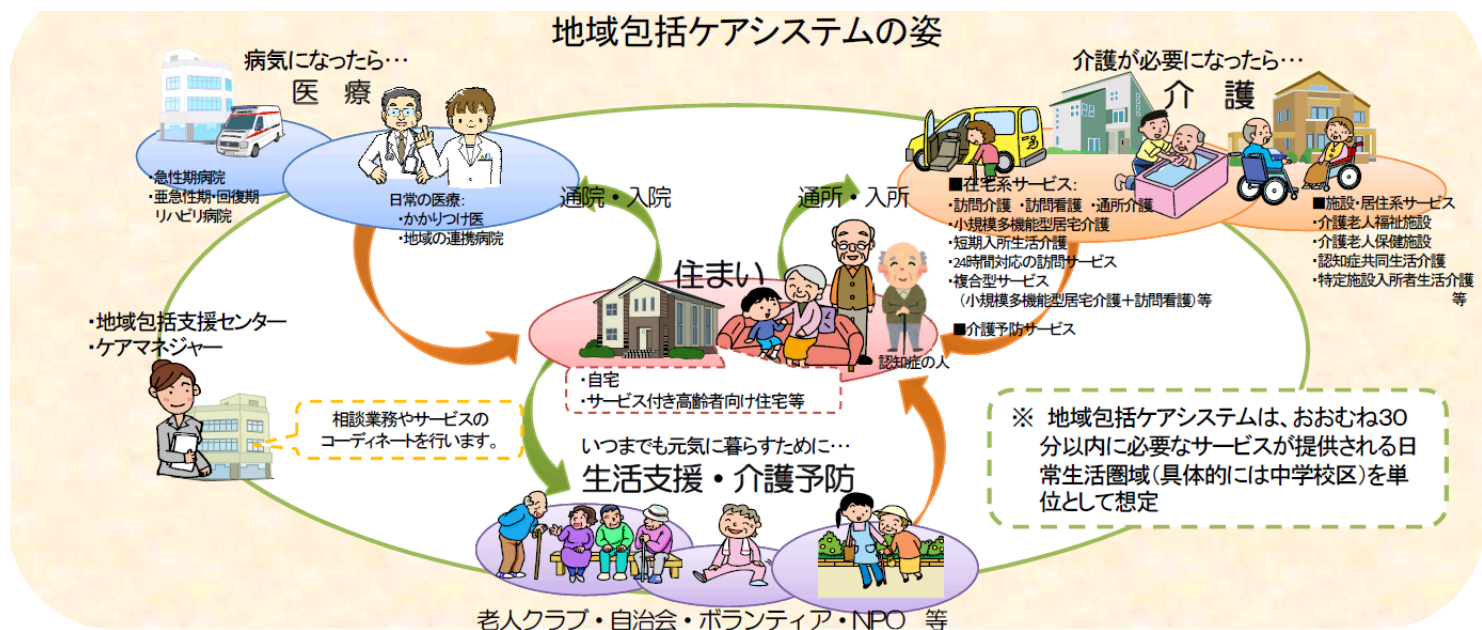 地域包括ケアシステムの姿
病気になったら…
医 療
介護が必要になったら…
介 護
・急性期病院
・亜急性期・回復期
リハビリ病院
日常の医療:
・かかりつけ医
・地域の連携病院
通院・入院
通所・入所
■在宅系サービス:
・訪問介護 ・訪問看護 ・通所介護
・小規模多機能型居宅介護
・短期入所生活介護
・24時間対応の訪問サービス
・複合型サービス
(小規模多機能型居宅介護+訪問看護)等
■介護予防サービス
■施設・居住系サービス
・介護老人福祉施設
・介護老人保健施設
・認知症共同生活介護
・特定施設入所者生活介護
等
住まい
認知症の人
・自宅
・サービス付き高齢者向け住宅等
・地域包括支援センター
・ケアマネジャー
相談業務やサービスの
コーディネートを行います。
いつまでも元気に暮らすために…
生活支援・介護予防
※ 地域包括ケアシステムは、おおむね30
分以内に必要なサービスが提供される日
常生活圏域(具体的には中学校区)を単
位として想定
老人クラブ・自治会・ボランティア・NPO 等